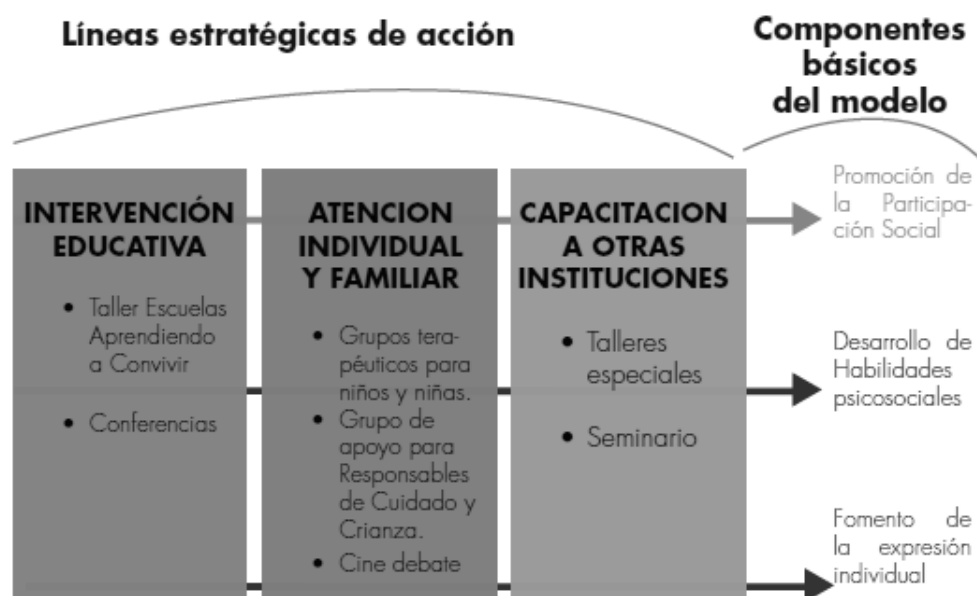 Líneas estratégicas de acción
Componentes
básicos
del modelo
INTERVENCIÓN
EDUCATIVA
• Taller Escuelas
Aprendiendo
a Convivir
• Conferencias
ATENCION
INDIVIDUAL
Y FAMILIAR
• Grupos tera-
péuticos para
niños y niñas.
• Grupo de
apoyo para
Responsables
de Cuidado y
Crianza.
• Cine debate
CAPACITACION
A OTRAS
INSTITUCIONES
• Talleres
especiales
• Seminario
Promoción de
la Participa-
ción Social
Desarrollo de
Habilidades
psicosociales
Fomento de
la expresión
individual